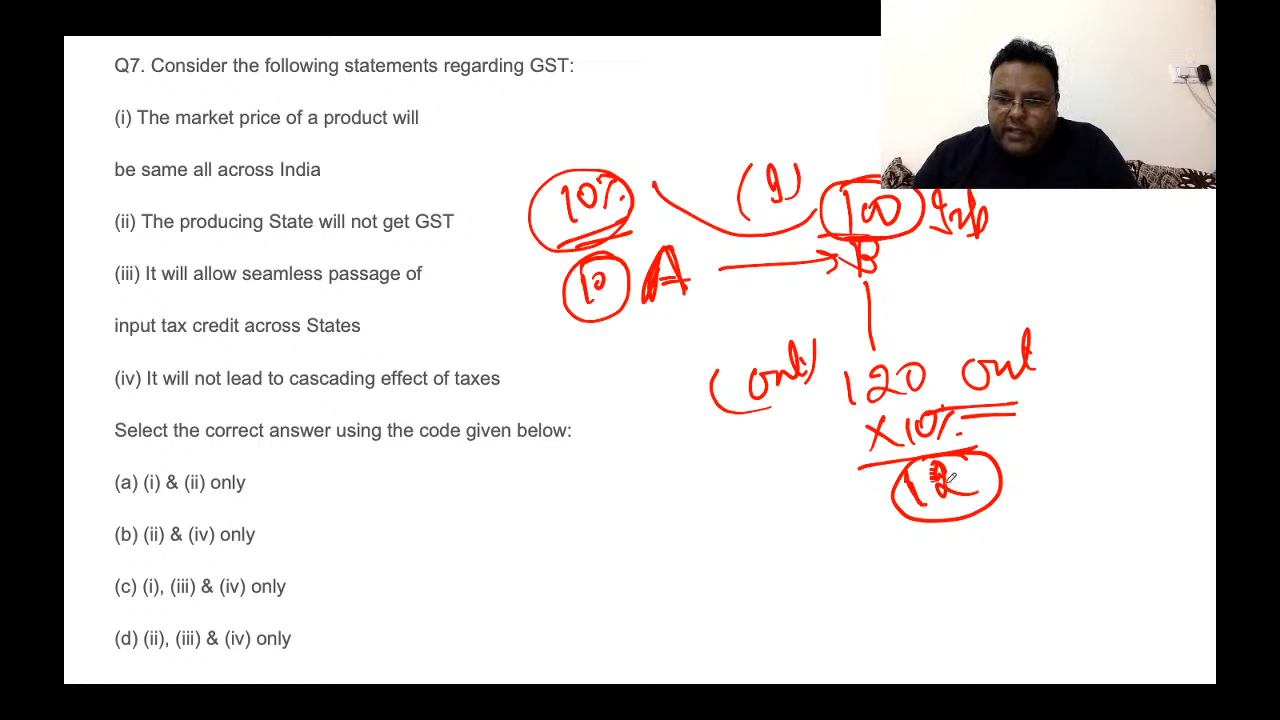 Q7. Consider the following statements regarding GST:
(i) The market price of a product will
be same all across India
(ii) The producing State will not get GST
(iii) It will allow seamless passage of
input tax credit across States
(iv) It will not lead to cascading effect of taxes
Select the correct answer using the code given below:
(a) (i) & (ii) only
(b) (ii) & (iv) only
(c) (i), (iii) & (iv) only
(d) (ii), (iii) & (iv) only
10%
100
10 A
B
120 out
X10%
12